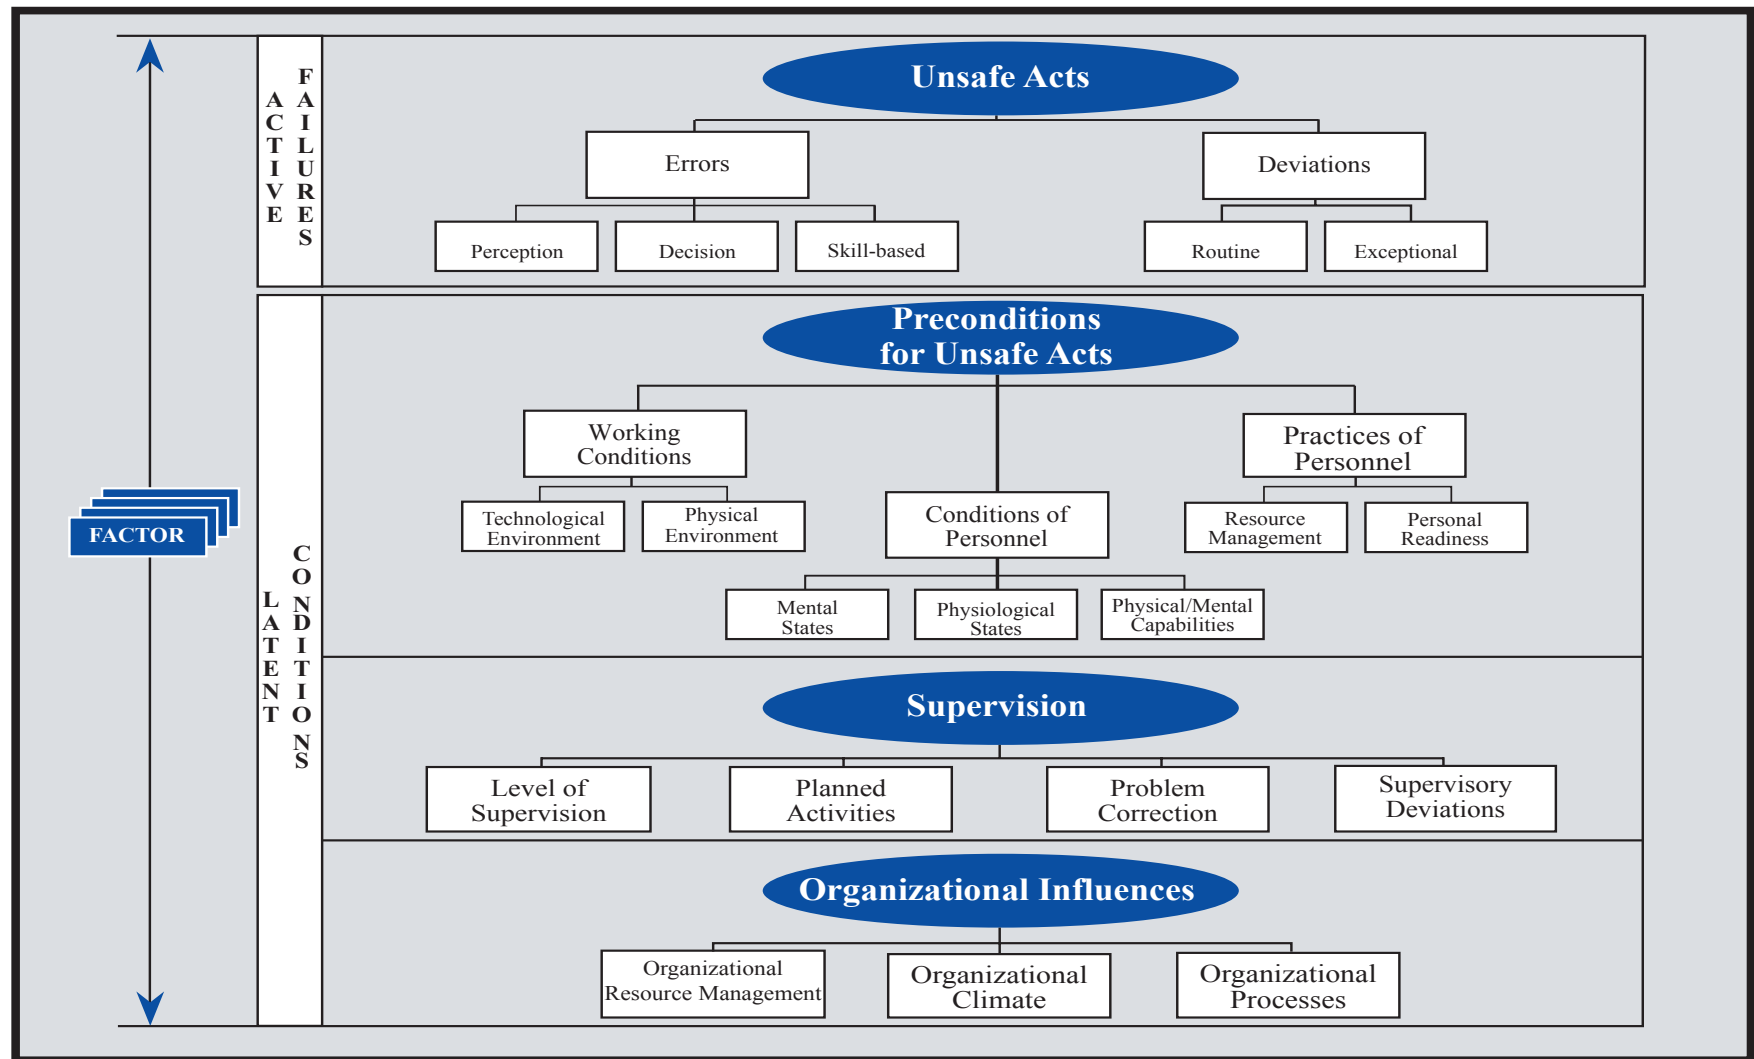 FACTOR
ACTIVE
FAILURES
Unsafe Acts
Errors
Deviations
Perception
Decision
Skill-based
Routine
Exceptional
LATENT
CONDITIONS
Preconditions
for Unsafe Acts
Working
Conditions
Technological
Environment
Physical
Environment
Conditions of
Personnel
Mental
States
Physiological
States
Physical/Mental
Capabilities
Practices of
Personnel
Resource
Management
Personal
Readiness
Supervision
Level of
Supervision
Planned
Activities
Problem
Correction
Supervisory
Deviations
Organizational Influences
Organizational
Resource Management
Organizational
Climate
Organizational
Processes